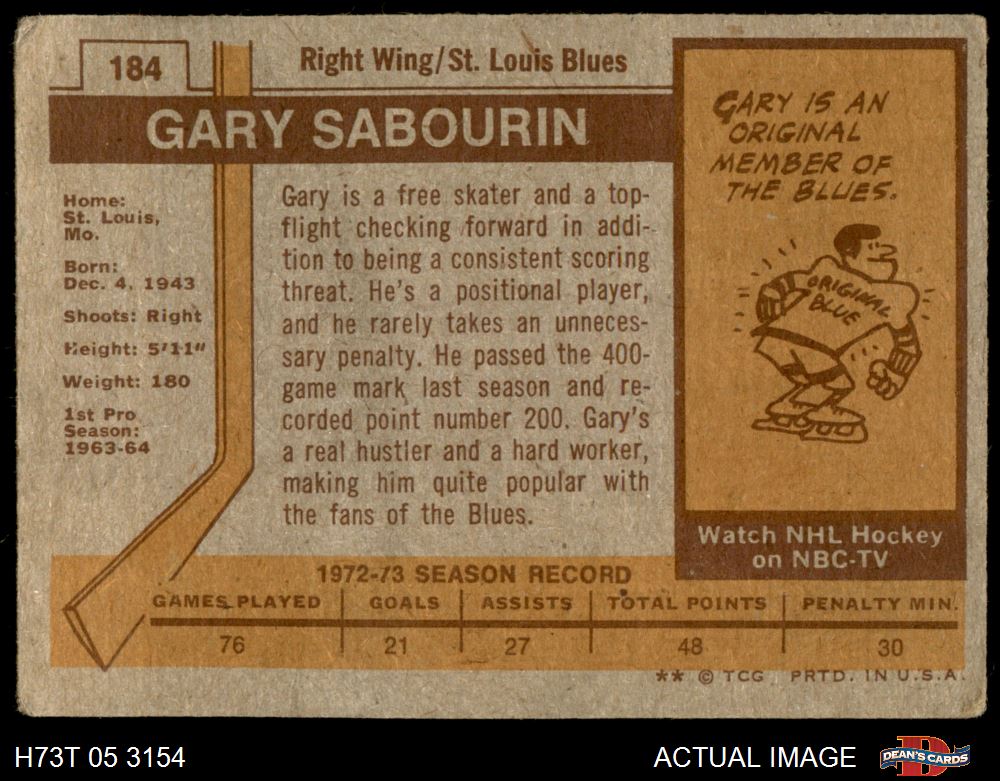 184
Right Wing/St. Louis Blues
GARY SABOURIN
Home:
St. Louis,
Mo.
Born:
Dec. 4, 1943
Shoots: Right
Height: 5'11"
Weight: 180
1st Pro
Season:
1963-64
Gary is a free skater and a top-
flight checking forward in addi-
tion to being a consistent scoring
threat. He's a positional player,
and he rarely takes an unneces-
sary penalty. He passed the 400-
game mark last season and re-
corded point number 200. Gary's
a real hustler and a hard worker,
making him quite popular with
the fans of the Blues.
GARY IS AN
ORIGINAL
MEMBER OF
THE BLUES.
ORIGINAL
BLUE
Watch NHL Hockey
on NBC-TV
1972-73 SEASON RECORD
GAMES PLAYED GOALS ASSISTS TOTAL POINTS PENALTY MIN.
76 21 27 48 30
** © TCG PRTD. IN U.S.A.
H73T 05 3154 ACTUAL IMAGE DEAN'S CARDS